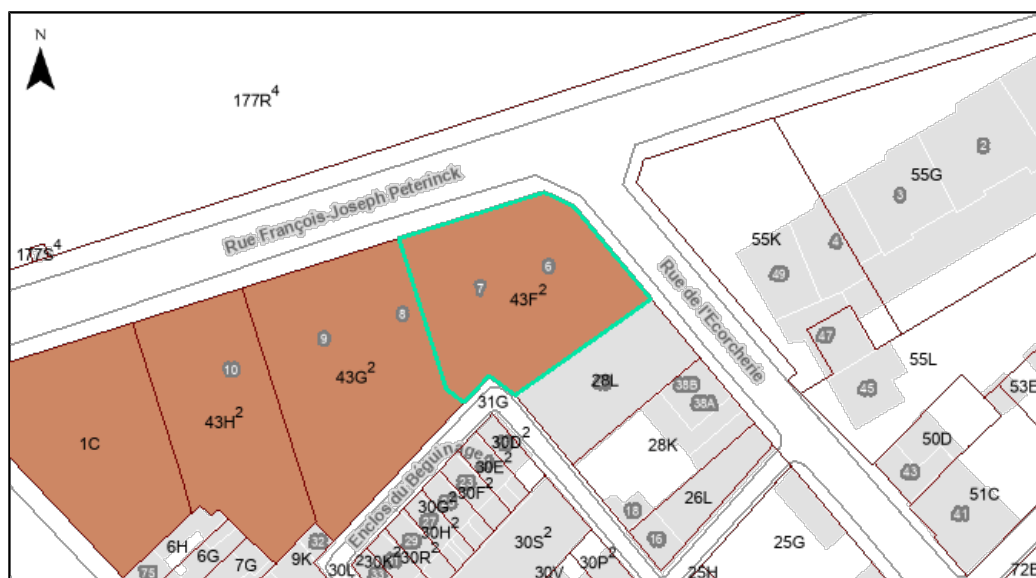 N
177R⁴
Rue François-Joseph Peterinck
177S⁴
2
55G
3
4
55K
49
Rue de l'Ecorcherie
6
7
43F²
8
9
43G²
10
43H²
1C
47
45
55L
28L
38B
38A
28K
31G
Enclos du Béguinage
30D²
30E²
23
30F²
30G²
27
30H²
29
30R²
30K²
30L
30S²
30V
30P²
53E
50D
43
51C
41
26L
18
16
25G
25H
72E
6H
6G
7G
9K
32
75